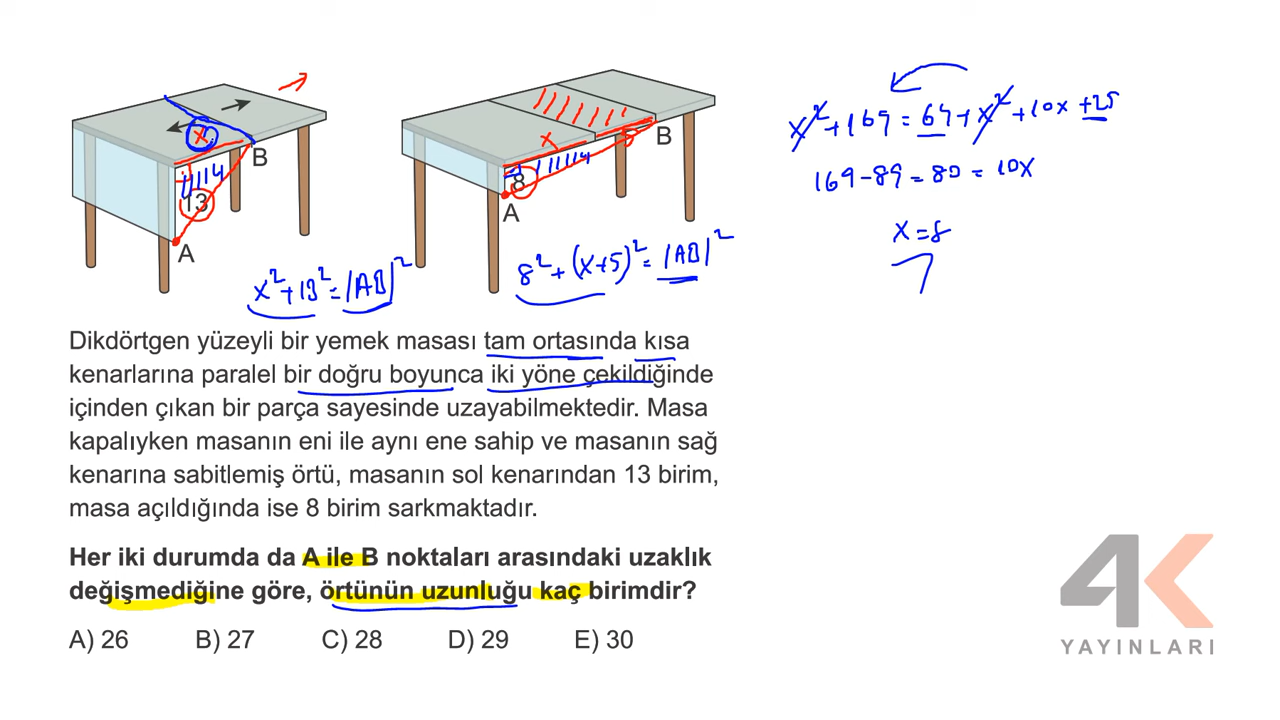 x
B
13
A
x
5
B
8
A
x² + 13² = |AB|²
8² + (x+5)² = |AB|²
x² + 169 = 64 + x² + 10x + 25
169 - 89 = 80 = 10x
x = 8
Dikdörtgen yüzeyli bir yemek masası tam ortasında kısa
kenarlarına paralel bir doğru boyunca iki yöne çekildiğinde
içinden çıkan bir parça sayesinde uzayabilmektedir. Masa
kapalıyken masanın eni ile aynı ene sahip ve masanın sağ
kenarına sabitlemiş örtü, masanın sol kenarından 13 birim,
masa açıldığında ise 8 birim sarkmaktadır.
Her iki durumda da A ile B noktaları arasındaki uzaklık
değişmediğine göre, örtünün uzunluğu kaç birimdir?
A) 26 B) 27 C) 28 D) 29 E) 30
4K
YAYINLARI